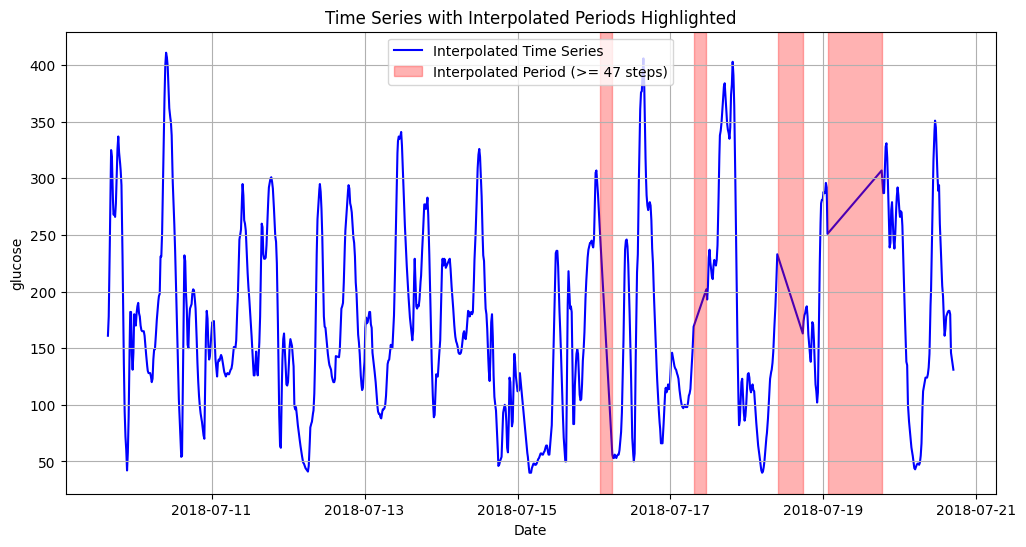 Time Series with Interpolated Periods Highlighted
Interpolated Time Series
Interpolated Period (>= 47 steps)
glucose
400
350
300
250
200
150
100
50
2018-07-11
2018-07-13
2018-07-15
2018-07-17
2018-07-19
2018-07-21
Date